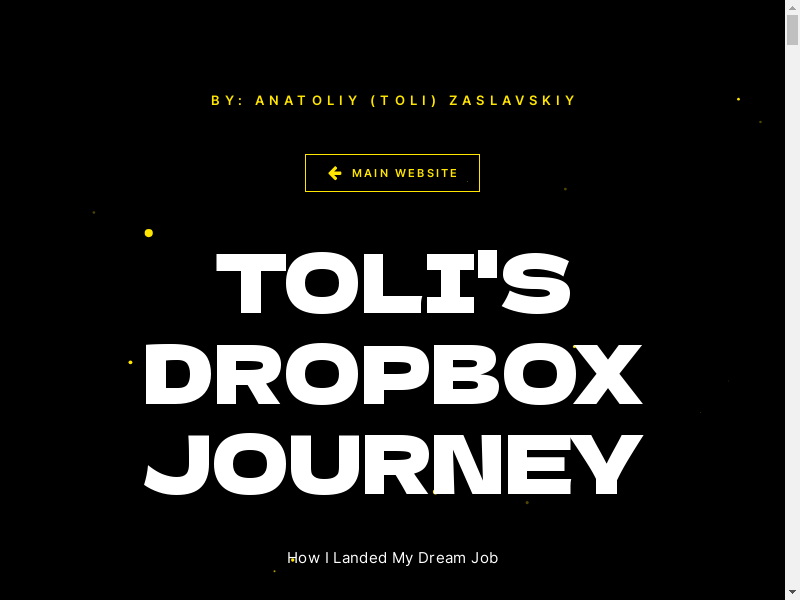 BY: ANATOLIY (TOLI) ZASLAVSKIY
MAIN WEBSITE
TOLI'S
DROPBOX
JOURNEY
How I Landed My Dream Job